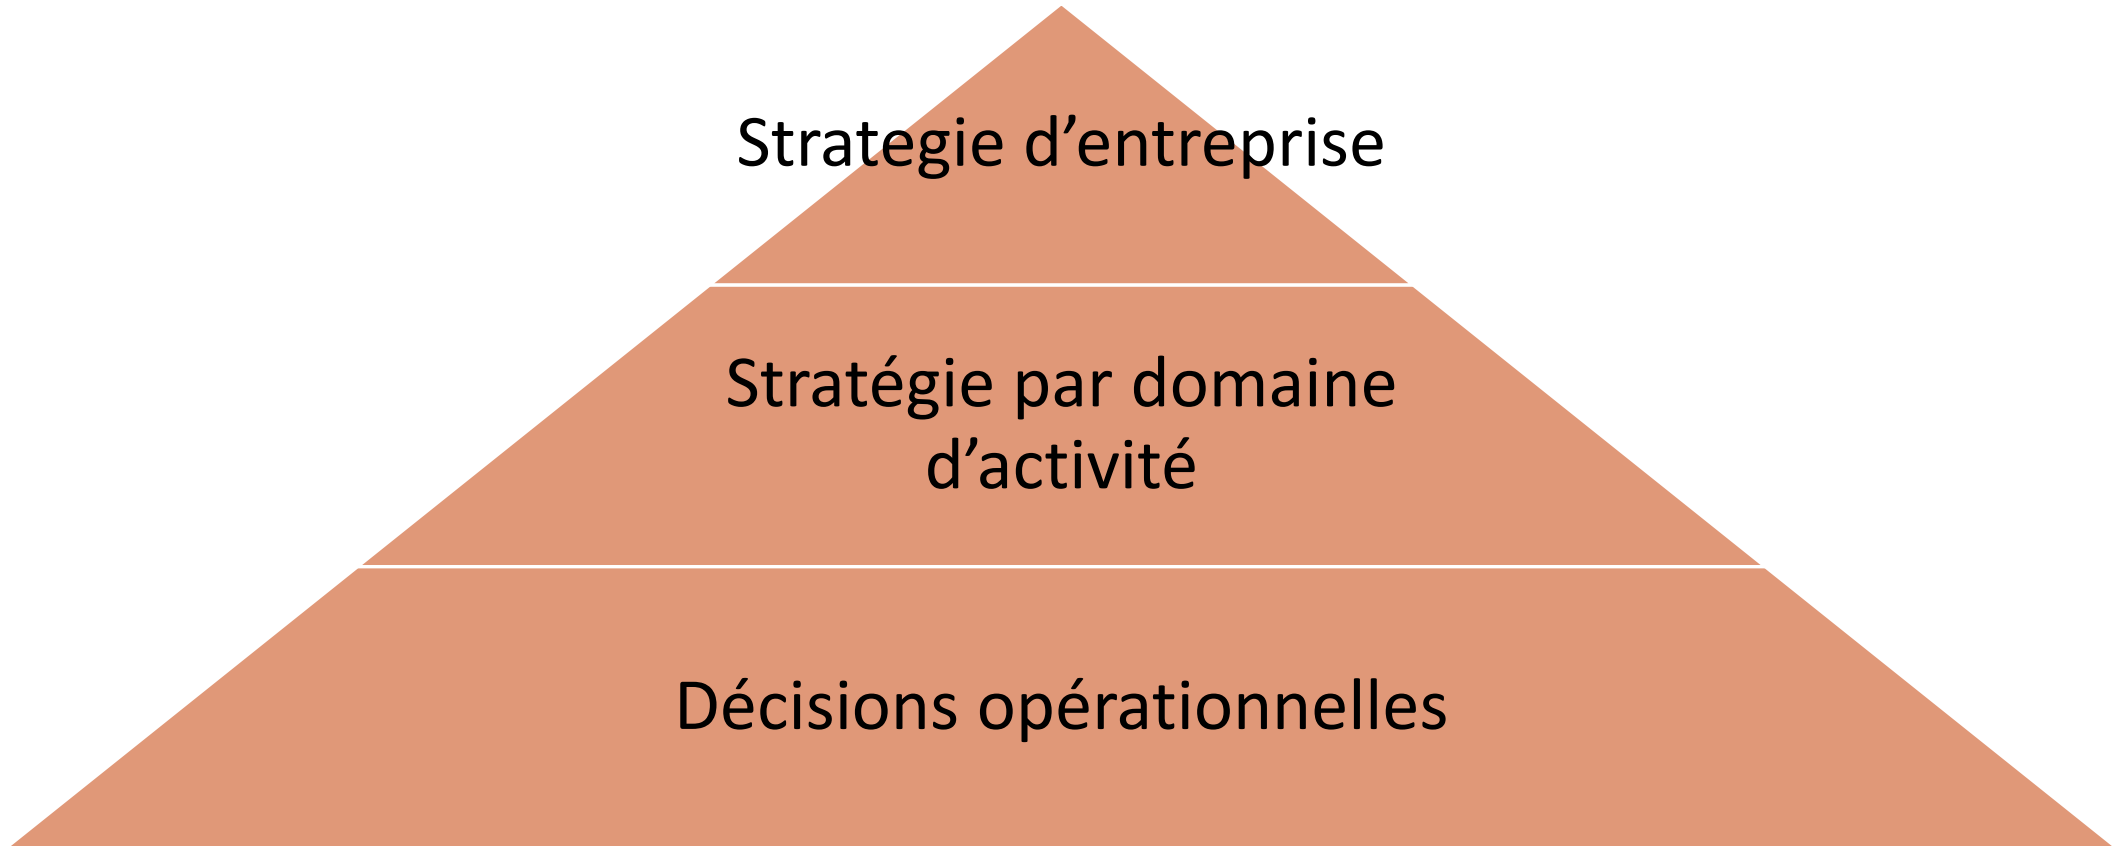 Strategie d’entreprise
Stratégie par domaine
d’activité
Décisions opérationnelles